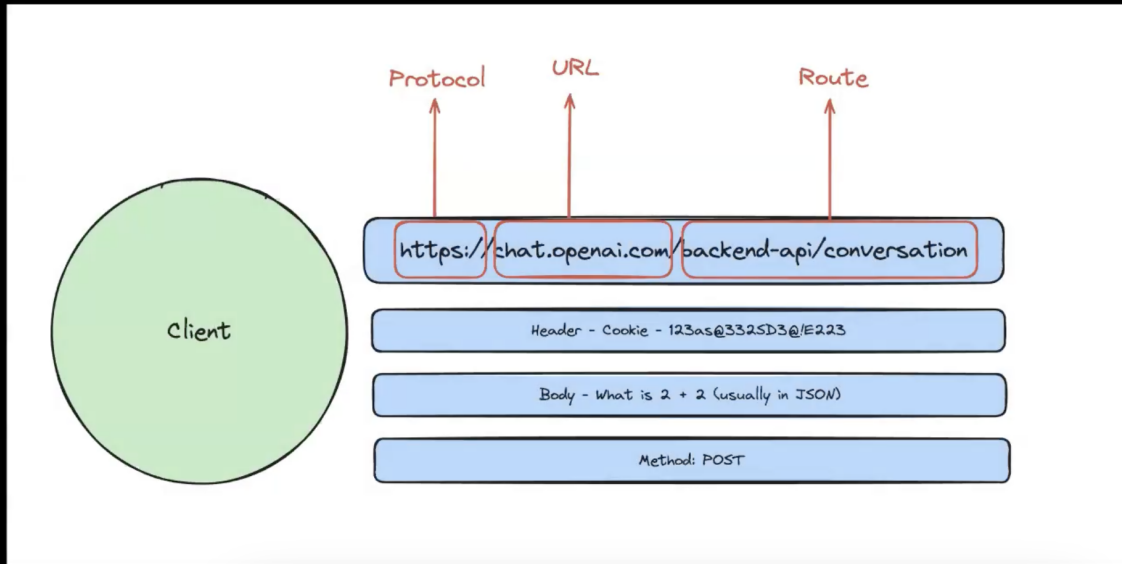 Protocol
URL
Route
https://chat.openai.com/backend-api/conversation
Client
Header - Cookie - 123as@3325D3@!E223
Body - What is 2 + 2 (usually in JSON)
Method: POST